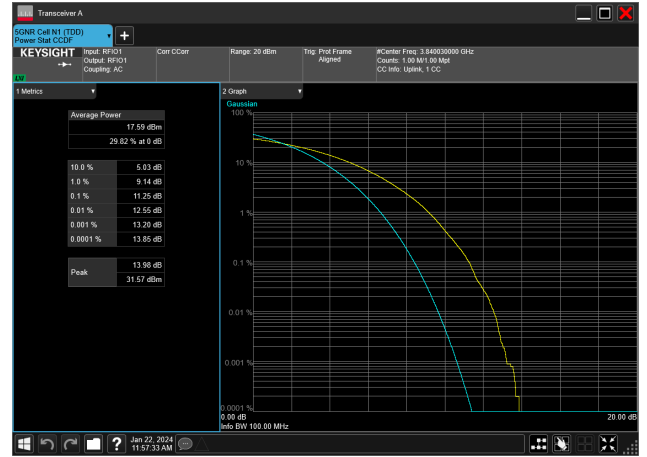 Transceiver A
5GNR Cell N1 (TDD)
Power Stat CCDF
KEYSIGHT
Input: RFIO1
Output: RFIO1
Coupling: AC
Corr CCorr
Range: 20 dBm
Trig: Prot Frame
Aligned
#Center Freq: 3.840030000 GHz
Counts: 1.00 M/1.00 Mpt
CC Info: Uplink, 1 CC
1 Metrics
Average Power
17.59 dBm
29.82 % at 0 dB
10.0 % 5.03 dB
1.0 % 9.14 dB
0.1 % 11.25 dB
0.01 % 12.55 dB
0.001 % 13.20 dB
0.0001 % 13.85 dB
Peak
13.98 dB
31.57 dBm
2 Graph
Gaussian
100 %
10 %
1 %
0.1 %
0.01 %
0.001 %
0.0001 %
0.00 dB
20.00 dB
Info BW 100.00 MHz
Jan 22, 2024
11:57:33 AM